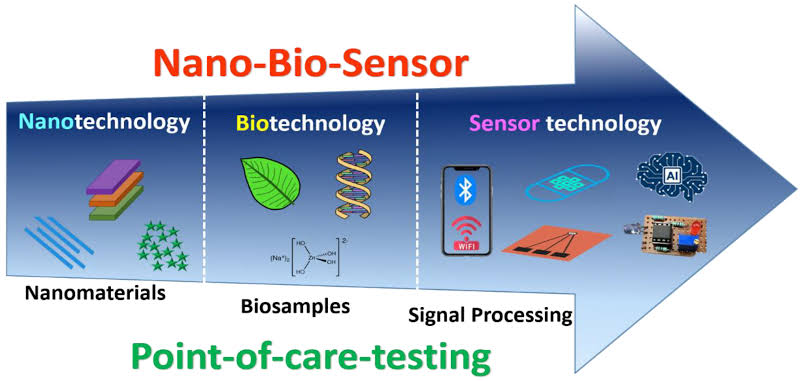 Nano-Bio-Sensor
Nanotechnology
Biotechnology
Sensor technology
AI
WiFi
HO
OH
(Na⁺)₂
Zn
2-
OH
HO
Nanomaterials
Biosamples
Signal Processing
Point-of-care-testing